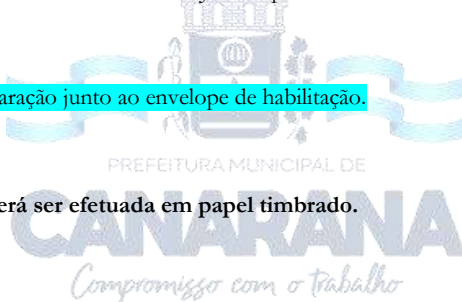 aração junto ao envelope de habilitação.
PREFEITURA MUNICIPAL DE
erá ser efetuada em papel timbrado.
CANARANA
Compromisso com o Trabalho